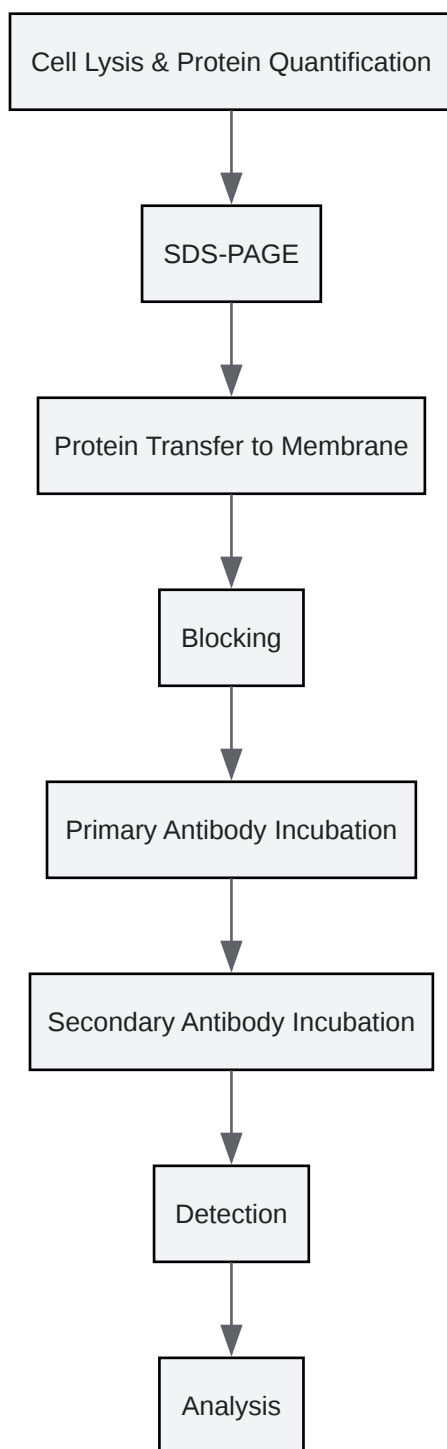 Cell Lysis & Protein Quantification
SDS-PAGE
Protein Transfer to Membrane
Blocking
Primary Antibody Incubation
Secondary Antibody Incubation
Detection
Analysis